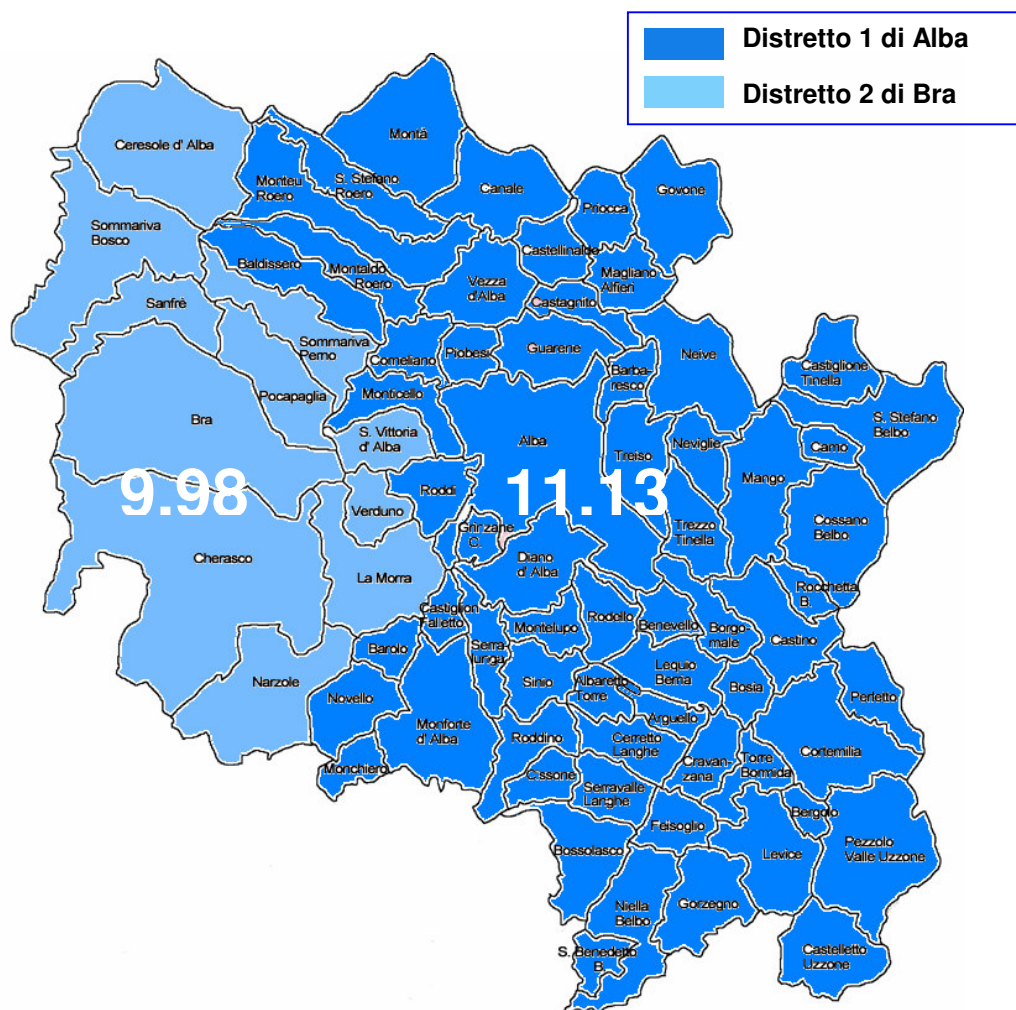 Distretto 1 di Alba
Distretto 2 di Bra
Ceresole d' Alba
Montá
Monteu
Roero
S. Stefano
Roero
Canale
Priocca
Govone
Sommariva
Bosco
Baldissero
Montaldo
Roero
Vezza
d'Alba
Castellinaldo
Magliano
Alfieri
Castagnito
Sanfrè
Sommariva
Perno
Corneliano
Piobesi
Guarene
Barba-
resco
Neive
Castiglione
Tinella
Pocapaglia
Monticello
Bra
S. Vittoria
d' Alba
Alba
Treiso
Neviglie
Mango
Camo
S. Stefano
Belbo
9.98
11.13
Roddi
Verduno
Grinzane
C.
Trezzo
Tinella
Cossano
Belbo
Cherasco
La Morra
Diano
d' Alba
Rocchetta
B.
Castiglion
Falletto
Montelupo
Rodello
Benevello
Borgo-
male
Castino
Barolo
Serra-
lunga
Narzole
Novello
Sinio
Albaretto
Torre
Lequio
Berria
Bosia
Perletto
Monforte
d' Alba
Roddino
Arguello
Cerretto
Langhe
Cravan-
zana
Torre
Bormida
Cortemilia
Monchiero
Cissone
Serravalle
Langhe
Feisoglio
Bergolo
Bossolasco
Levice
Pezzolo
Valle Uzzone
Niella
Belbo
Gorzegno
S. Benedetto
B.
Castelletto
Uzzone